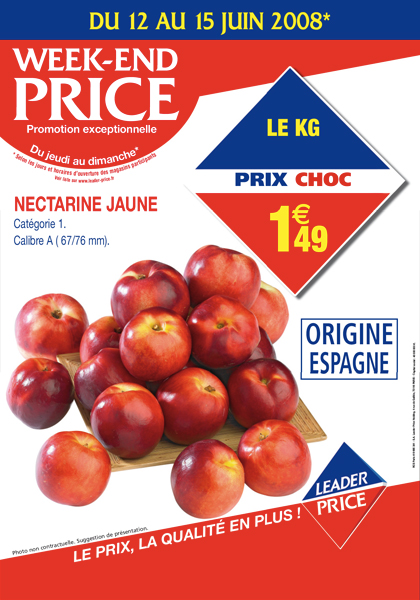 DU 12 AU 15 JUIN 2008*
WEEK-END
PRICE
Promotion exceptionnelle
Du jeudi au dimanche*
* Selon les jours et horaires d'ouverture des magasins participants
Voir liste sur www.leader-price.fr
LE KG
PRIX CHOC
1€49
NECTARINE JAUNE
Catégorie 1.
Calibre A ( 67/76 mm).
ORIGINE
ESPAGNE
LEADER
PRICE
Photo non contractuelle. Suggestion de présentation.
LE PRIX, LA QUALITÉ EN PLUS !